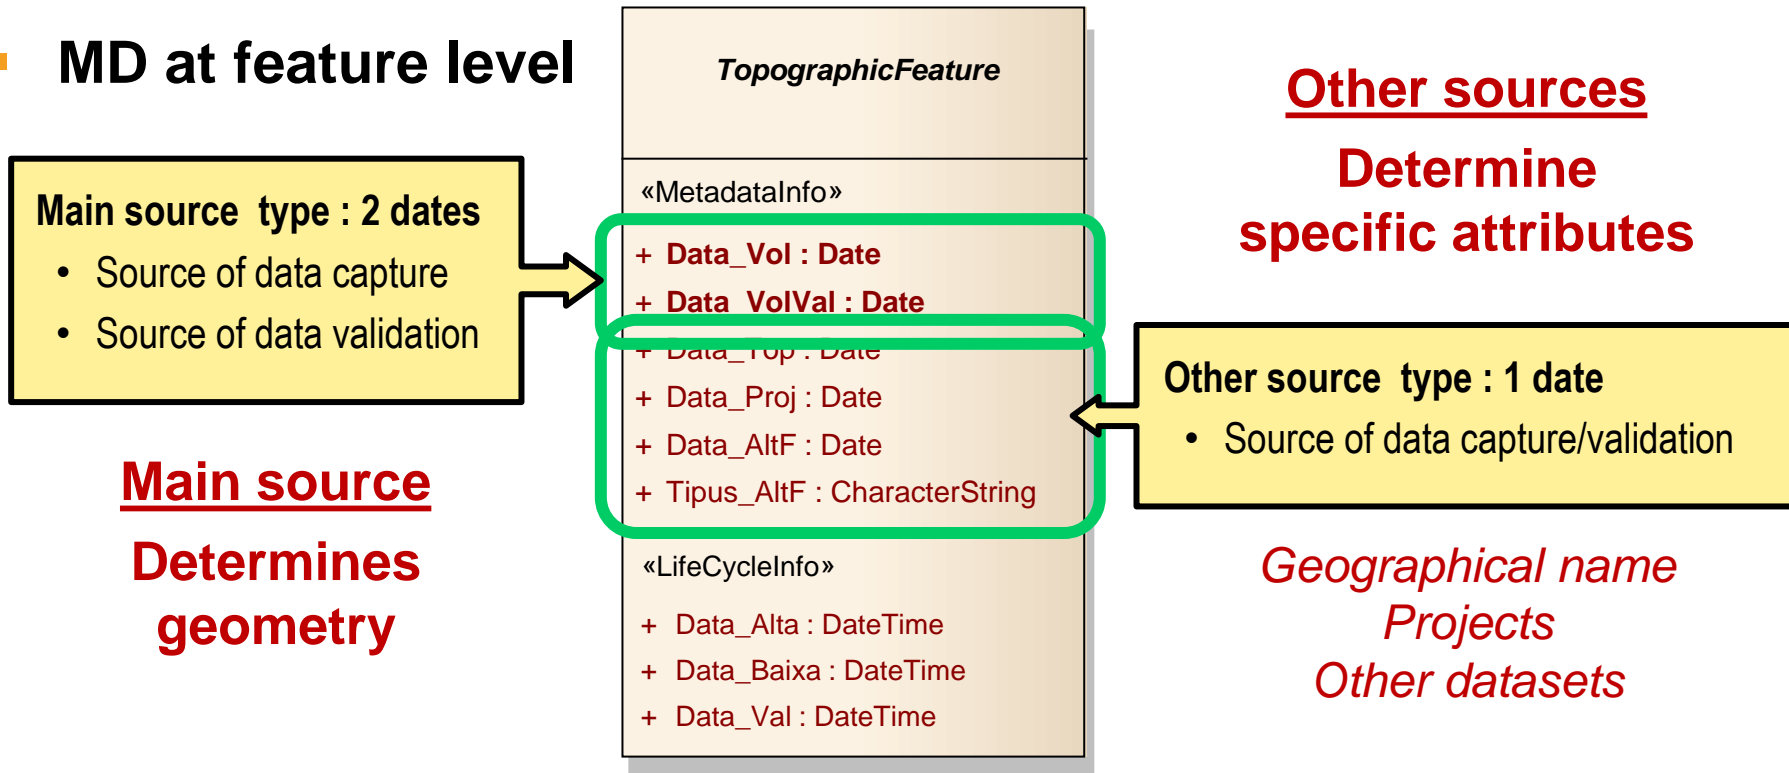 MD at feature level
Main source type : 2 dates
• Source of data capture
• Source of data validation
Main source
Determines
geometry
TopographicFeature
«MetadataInfo»
+ Data_Vol : Date
+ Data_VolVal : Date
+ Data_Top : Date
+ Data_Proj : Date
+ Data_AltF : Date
+ Tipus_AltF : CharacterString
«LifeCycleInfo»
+ Data_Alta : DateTime
+ Data_Baixa : DateTime
+ Data_Val : DateTime
Other sources
Determine
specific attributes
Other source type : 1 date
• Source of data capture/validation
Geographical name
Projects
Other datasets